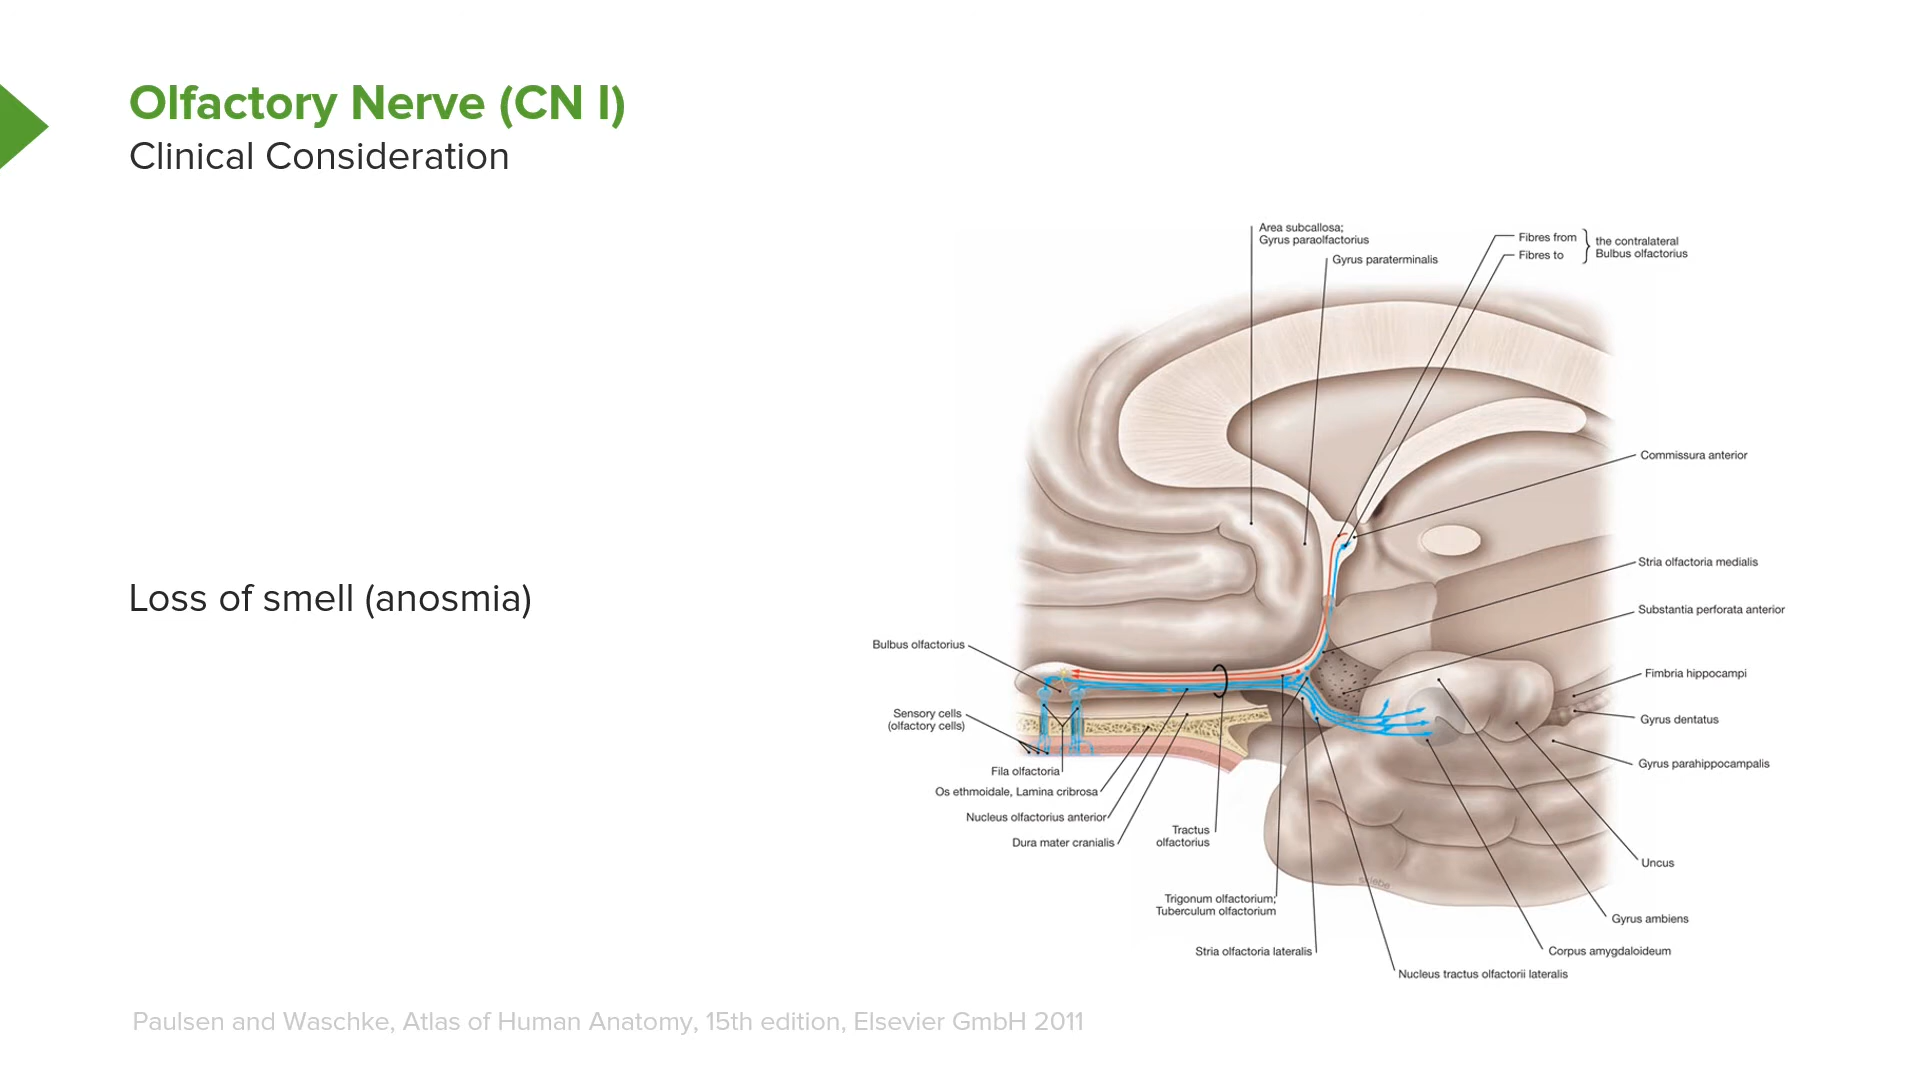 Olfactory Nerve (CN I)
Clinical Consideration
Area subcallosa;
Gyrus paraolfactorius
Gyrus paraterminalis
Fibres from
Fibres to
the contralateral
Bulbus olfactorius
Commissura anterior
Stria olfactoria medialis
Substantia perforata anterior
Loss of smell (anosmia)
Bulbus olfactorius
Fimbria hippocampi
Sensory cells
(olfactory cells)
Gyrus dentatus
Gyrus parahippocampalis
Fila olfactoria
Os ethmoidale, Lamina cribrosa
Nucleus olfactorius anterior
Dura mater cranialis
Tractus
olfactorius
Uncus
skiebe
Trigonum olfactorium;
Tuberculum olfactorium
Gyrus ambiens
Stria olfactoria lateralis
Corpus amygdaloideum
Nucleus tractus olfactorii lateralis
Paulsen and Waschke, Atlas of Human Anatomy, 15th edition, Elsevier GmbH 2011